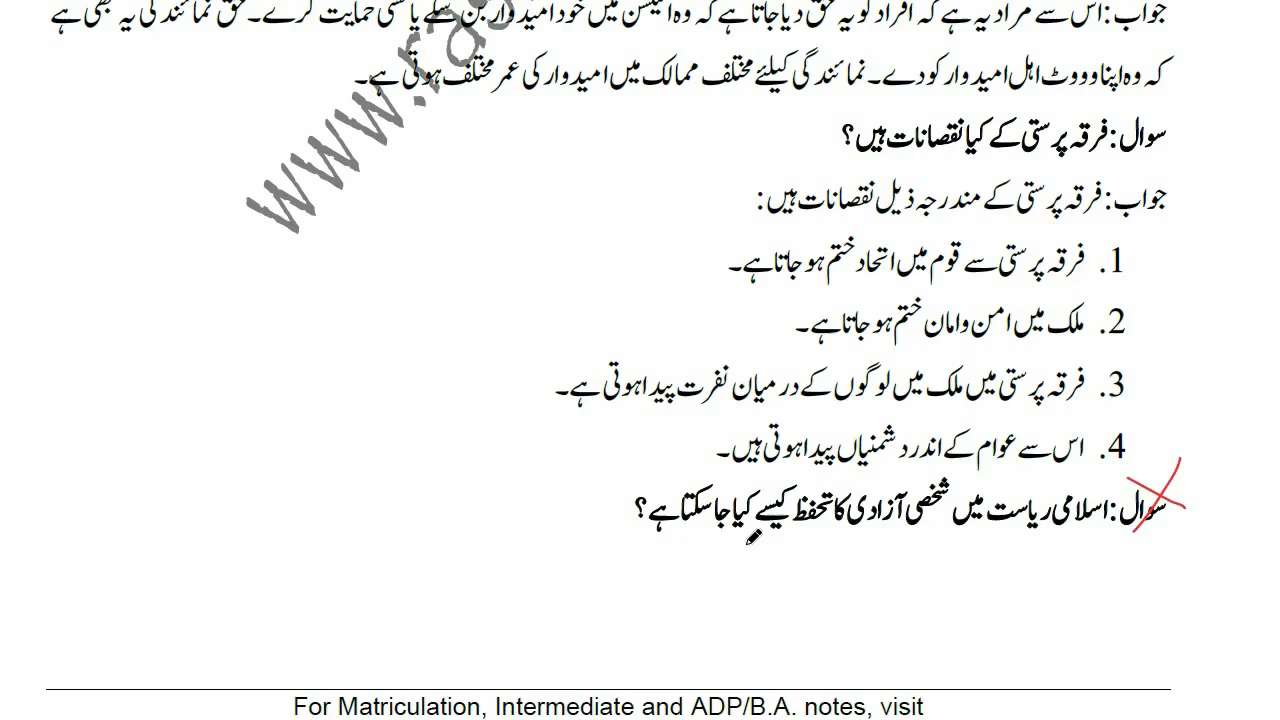 جواب: اس سے مراد یہ ہے کہ افراد کو یہ حق دیا جاتا ہے کہ وہ الیکشن میں خود امیدوار بن سکے یا کسی حمایت کرے۔ حق نمائندگی یہ بھی ہے
کہ وہ اپنا وووٹ اہل امیدوار کو دے۔ نمائندگی کیلئے مختلف ممالک میں امیدوار کی عمر مختلف ہوتی ہے۔
سوال: فرقہ پرستی کے کیا نقصانات ہیں؟
جواب: فرقہ پرستی کے مندرجہ ذیل نقصانات ہیں:
1. فرقہ پرستی سے قوم میں اتحاد ختم ہو جاتا ہے۔
2. ملک میں امن و امان ختم ہو جاتا ہے۔
3. فرقہ پرستی میں ملک میں لوگوں کے درمیان نفرت پیدا ہوتی ہے۔
4. اس سے عوام کے اندر دشمنیاں پیدا ہوتی ہیں۔
سوال: اسلامی ریاست میں شخصی آزادی کا تحفظ کیسے کیا جا سکتا ہے؟
www.ras
For Matriculation, Intermediate and ADP/B.A. notes, visit